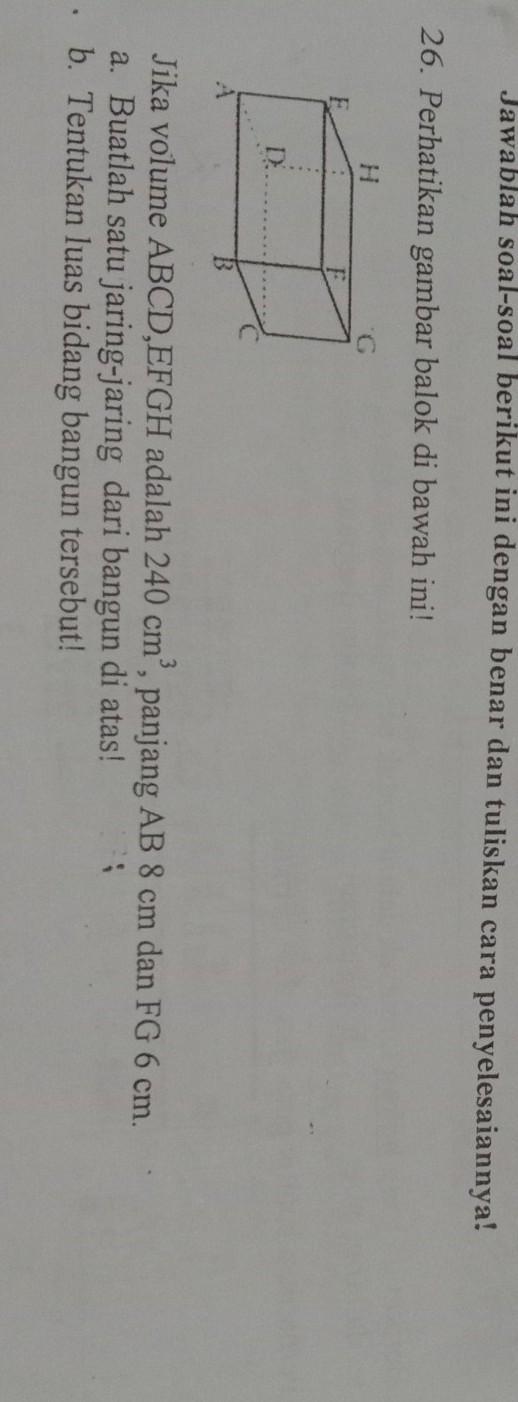 Jawablah soal-soal berikut ini dengan benar dan tuliskan cara penyelesaiannya!
26. Perhatikan gambar balok di bawah ini!
H G
E F
D C
A B
Jika volume ABCD,EFGH adalah 240 cm³, panjang AB 8 cm dan FG 6 cm.
a. Buatlah satu jaring-jaring dari bangun di atas!
b. Tentukan luas bidang bangun tersebut!